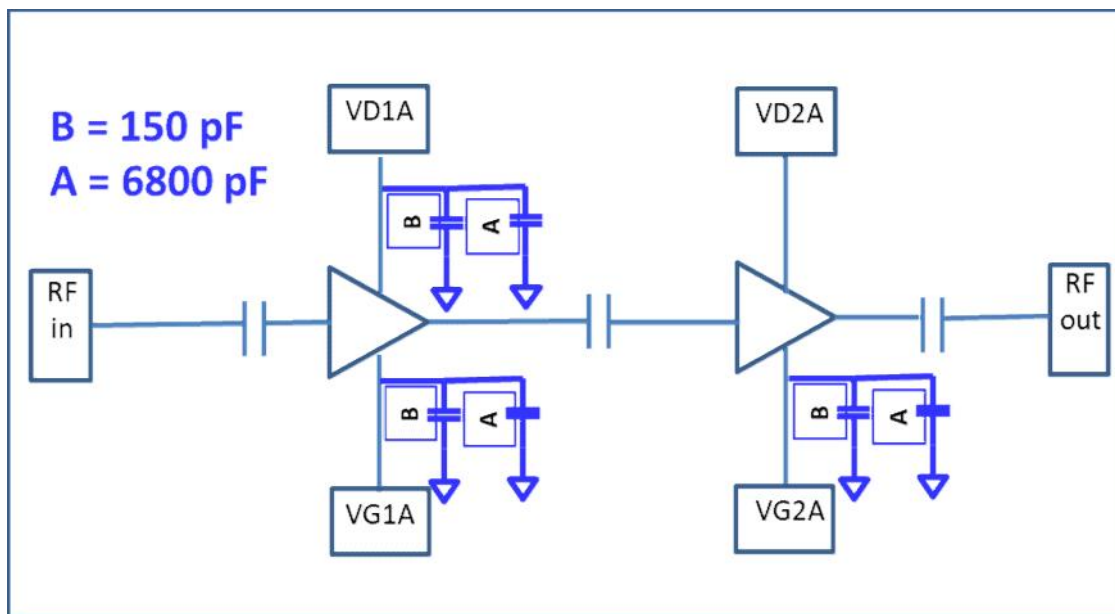 B = 150 pF
A = 6800 pF
VD1A
VD2A
B
A
RF
in
RF
out
B
A
B
A
VG1A
VG2A